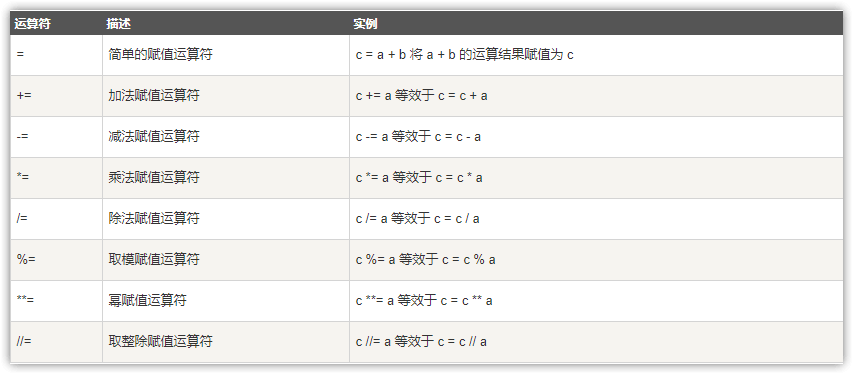 运算符 描述 实例
= 简单的赋值运算符 c = a + b 将 a + b 的运算结果赋值为 c
+= 加法赋值运算符 c += a 等效于 c = c + a
-= 减法赋值运算符 c -= a 等效于 c = c - a
*= 乘法赋值运算符 c *= a 等效于 c = c * a
/= 除法赋值运算符 c /= a 等效于 c = c / a
%= 取模赋值运算符 c %= a 等效于 c = c % a
**= 幂赋值运算符 c **= a 等效于 c = c ** a
//= 取整除赋值运算符 c //= a 等效于 c = c // a